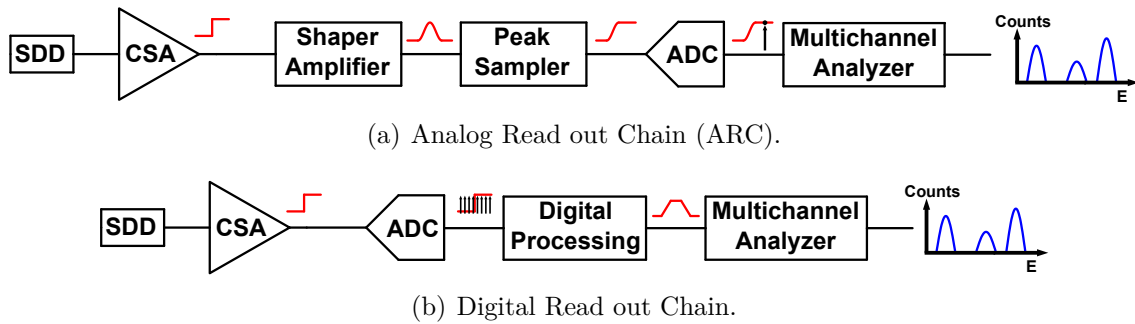 SDD
CSA
Shaper
Amplifier
Peak
Sampler
ADC
Multichannel
Analyzer
Counts
E
(a) Analog Read out Chain (ARC).
SDD
CSA
ADC
Digital
Processing
Multichannel
Analyzer
Counts
E
(b) Digital Read out Chain.